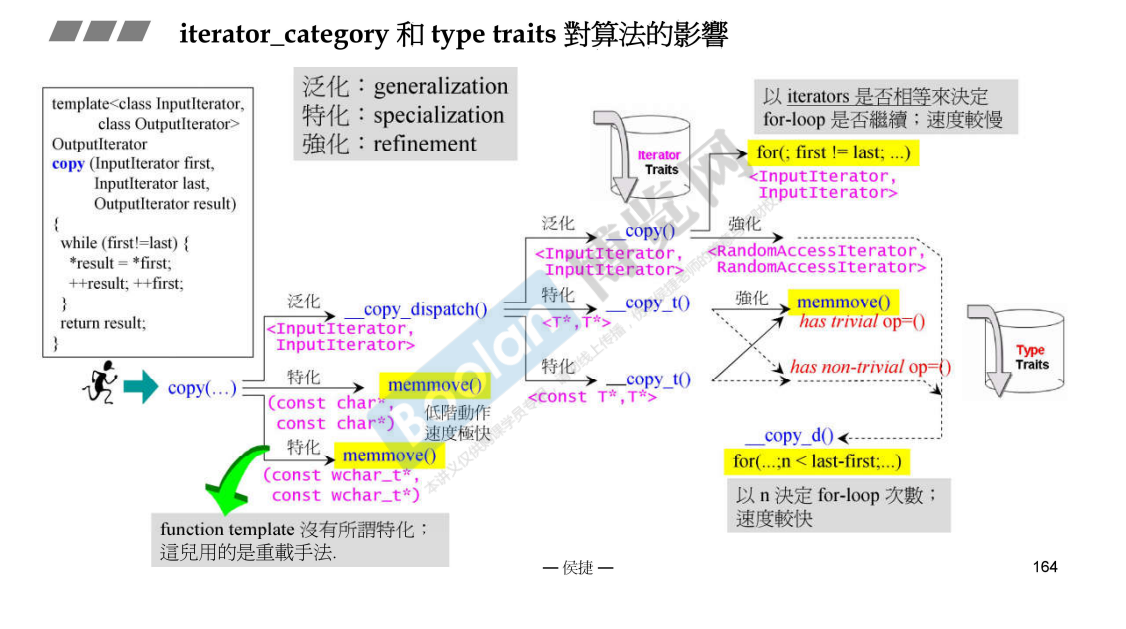 iterator_category 和 type traits 對算法的影響
template<class InputIterator,
class OutputIterator>
OutputIterator
copy (InputIterator first,
InputIterator last,
OutputIterator result)
{
while (first!=last) {
*result = *first;
++result; ++first;
}
return result;
}
泛化：generalization
特化：specialization
強化：refinement
以 iterators 是否相等來決定
for-loop 是否繼續；速度較慢
Iterator
Traits
for(; first != last; ...)
<InputIterator,
InputIterator>
泛化
__copy()
<InputIterator,
InputIterator>
強化
<RandomAccessIterator,
RandomAccessIterator>
泛化
__copy_dispatch()
<InputIterator,
InputIterator>
特化
__copy_t()
<T*,T*>
強化
memmove()
has trivial op=()
特化
__copy_t()
<const T*,T*>
has non-trivial op=()
Type
Traits
copy(…)
特化
memmove()
(const char*,
const char*)
低階動作
速度極快
特化
memmove()
(const wchar_t*,
const wchar_t*)
__copy_d()
for(...;n < last-first;...)
以 n 決定 for-loop 次數；
速度較快
function template 沒有所謂特化；
這兒用的是重載手法.
Boolan
博览网
— 侯捷 —
164